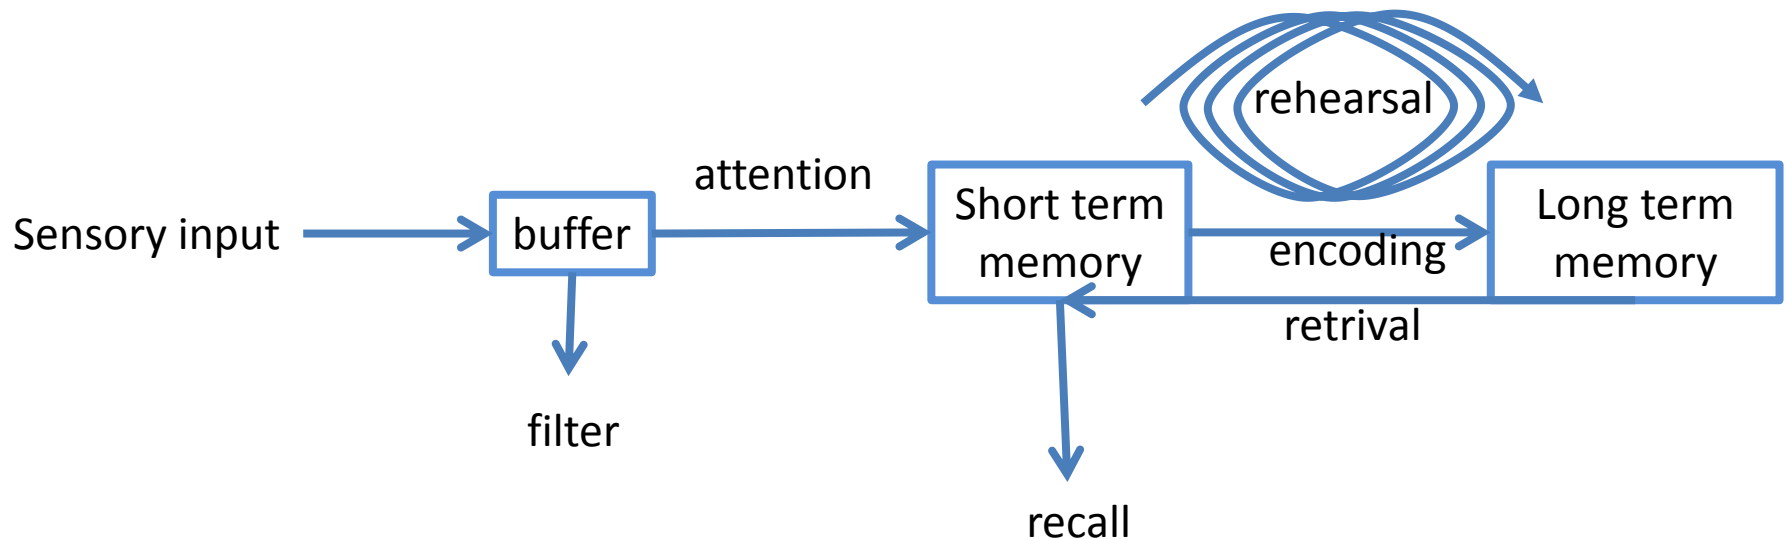 rehearsal
attention
Sensory input
buffer
Short term
memory
encoding
Long term
memory
retrival
filter
recall